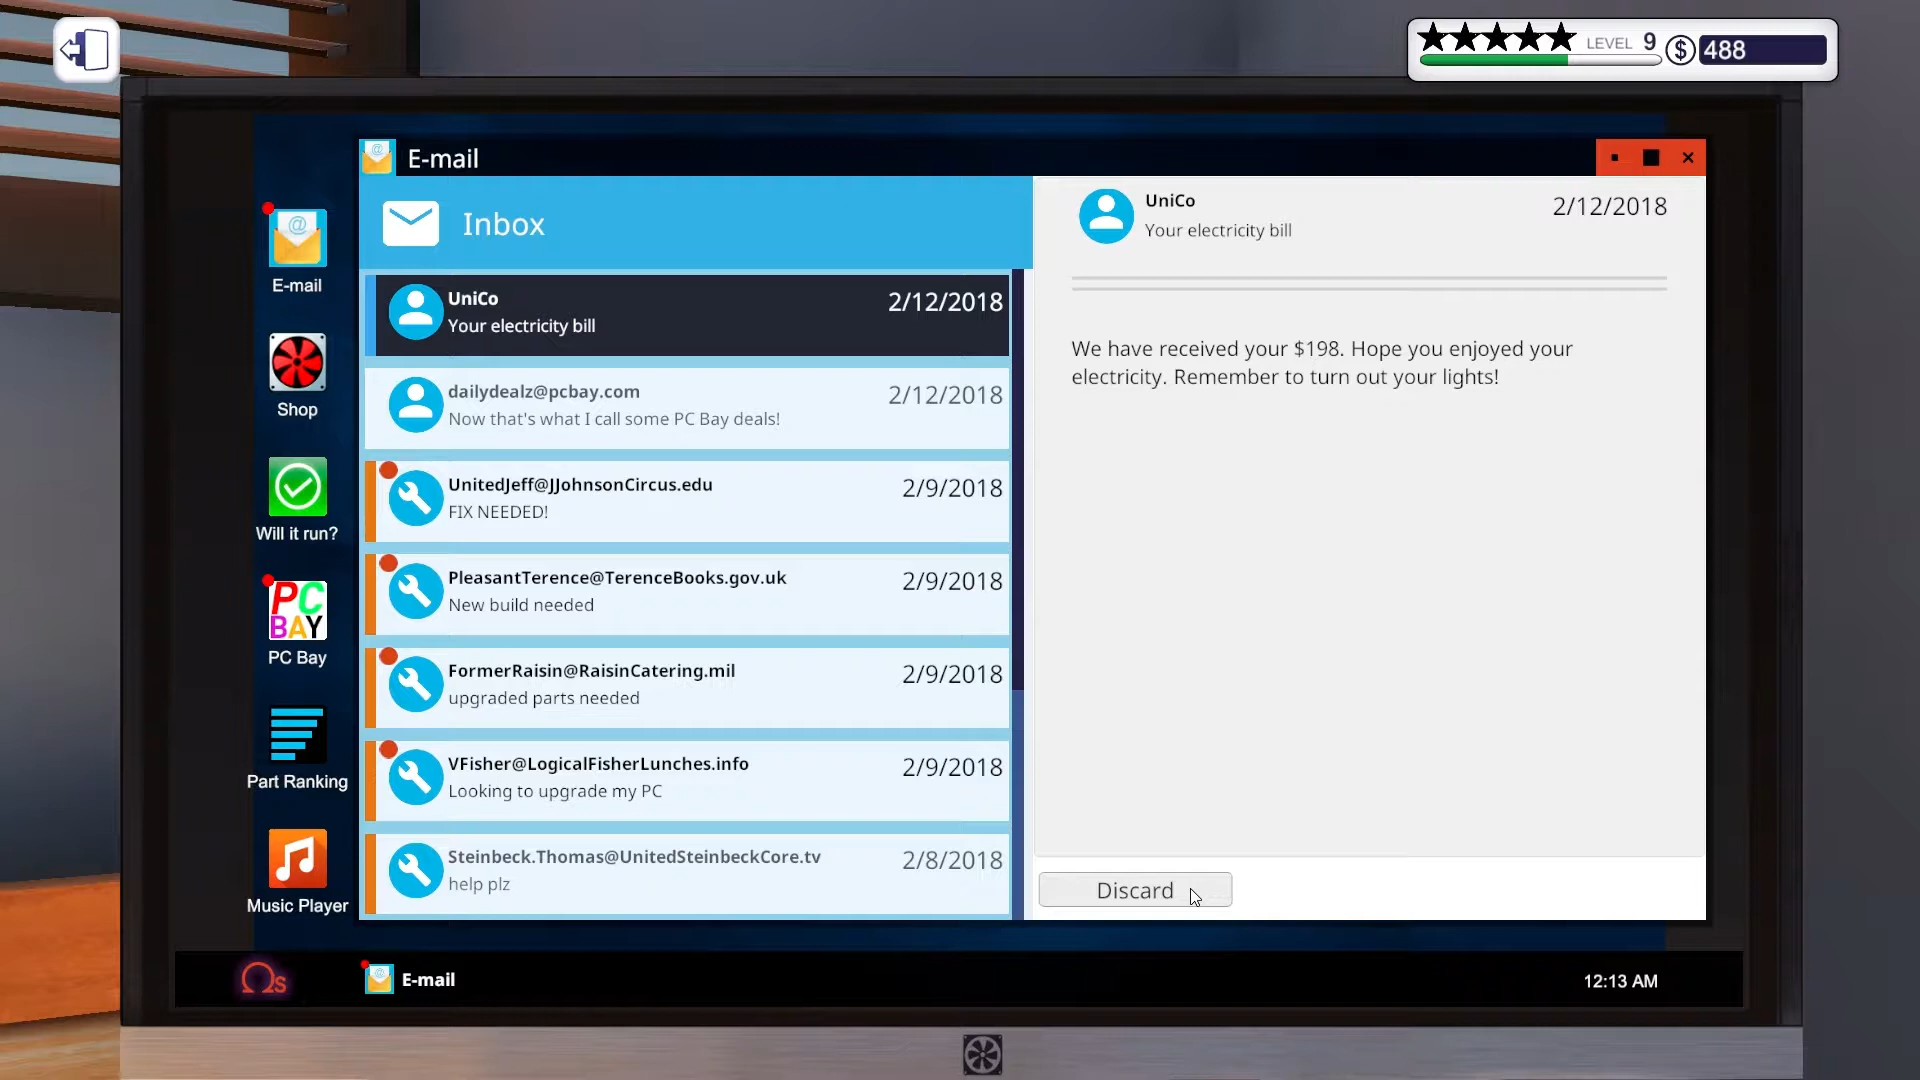 LEVEL 9
$ 488
E-mail
Inbox
UniCo
Your electricity bill
2/12/2018
dailydealz@pcbay.com
Now that's what I call some PC Bay deals!
2/12/2018
UnitedJeff@JJohnsonCircus.edu
FIX NEEDED!
2/9/2018
PleasantTerence@TerenceBooks.gov.uk
New build needed
2/9/2018
FormerRaisin@RaisinCatering.mil
upgraded parts needed
2/9/2018
VFisher@LogicalFisherLunches.info
Looking to upgrade my PC
2/9/2018
Steinbeck.Thomas@UnitedSteinbeckCore.tv
help plz
2/8/2018
UniCo
Your electricity bill
2/12/2018
We have received your $198. Hope you enjoyed your
electricity. Remember to turn out your lights!
Discard
@
E-mail
Shop
Will it run?
PC
BAY
PC Bay
Part Ranking
Music Player
Ωs
E-mail
12:13 AM